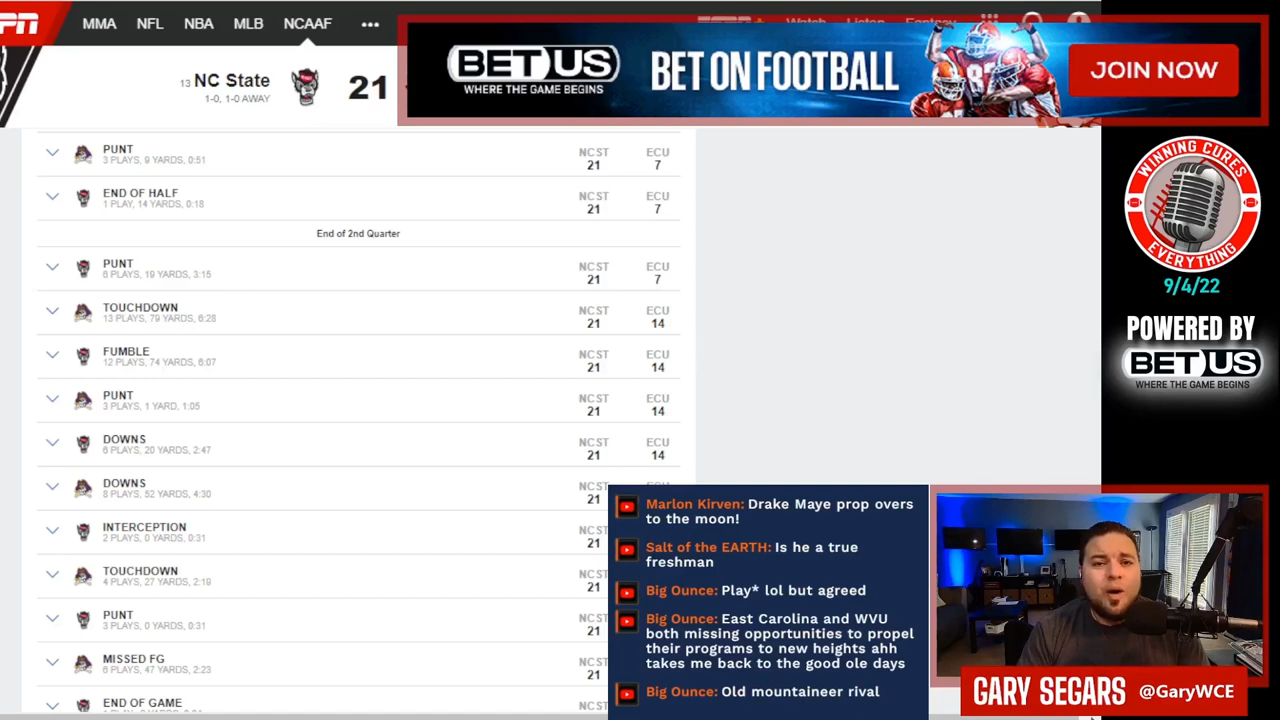 MMA NFL NBA MLB NCAAF
BETUS
WHERE THE GAME BEGINS
BET ON FOOTBALL
JOIN NOW
13 NC State 21
1-0, 1-0 AWAY
PUNT NCST ECU
3 PLAYS, 9 YARDS, 0:51 21 7
END OF HALF NCST ECU
1 PLAY, 14 YARDS, 0:18 21 7
End of 2nd Quarter
PUNT NCST ECU
6 PLAYS, 19 YARDS, 3:15 21 7
TOUCHDOWN NCST ECU
13 PLAYS, 79 YARDS, 6:28 21 14
FUMBLE NCST ECU
12 PLAYS, 74 YARDS, 6:07 21 14
PUNT NCST ECU
3 PLAYS, 1 YARD, 1:05 21 14
DOWNS NCST ECU
6 PLAYS, 20 YARDS, 2:47 21 14
DOWNS NCST ECU
8 PLAYS, 52 YARDS, 4:30 21
INTERCEPTION NCST
2 PLAYS, 0 YARDS, 0:31 21
TOUCHDOWN NCST
4 PLAYS, 27 YARDS, 2:19 21
PUNT NCST
3 PLAYS, 0 YARDS, 0:31 21
MISSED FG NCST
6 PLAYS, 47 YARDS, 2:23 21
END OF GAME NCST
WINNING CURES
EVERYTHING
9/4/22
POWERED BY
BETUS
WHERE THE GAME BEGINS
Marlon Kirven: Drake Maye prop overs
to the moon!
Salt of the EARTH: Is he a true
freshman
Big Ounce: Play* lol but agreed
Big Ounce: East Carolina and WVU
both missing opportunities to propel
their programs to new heights ahh
takes me back to the good ole days
Big Ounce: Old mountaineer rival
GARY SEGARS @GaryWCE